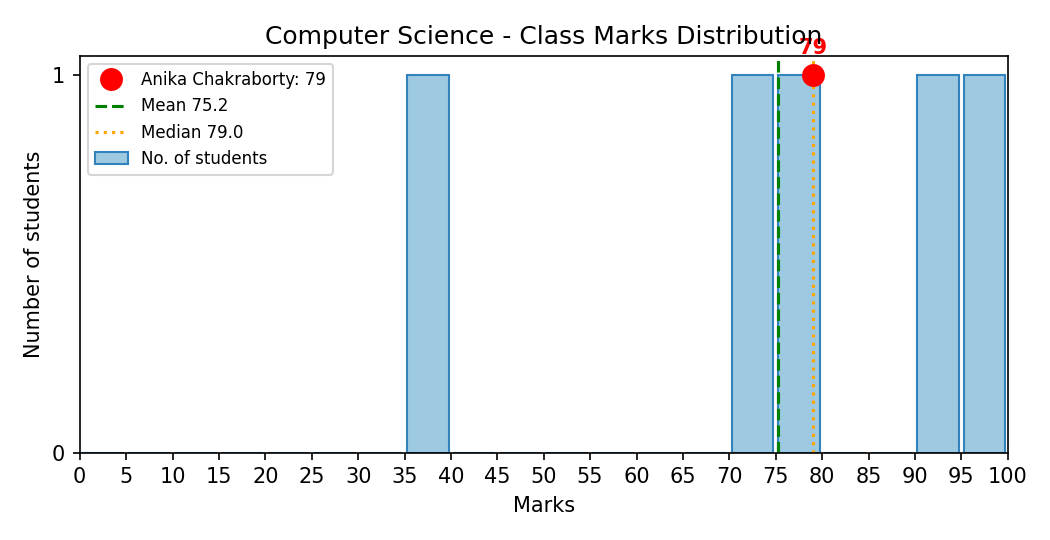 Computer Science - Class Marks Distribution
79
Anika Chakraborty: 79
Mean 75.2
Median 79.0
No. of students
Number of students
1
0
0 5 10 15 20 25 30 35 40 45 50 55 60 65 70 75 80 85 90 95 100
Marks